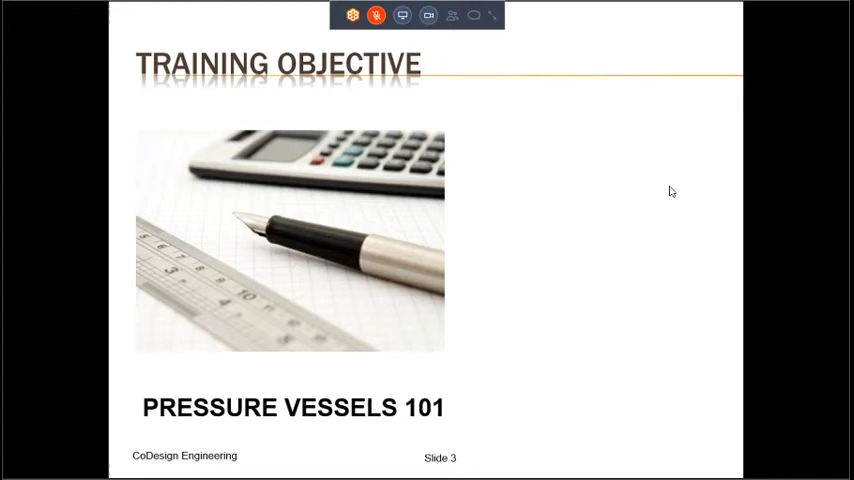 TRAINING OBJECTIVE
PRESSURE VESSELS 101
CoDesign Engineering
Slide 3